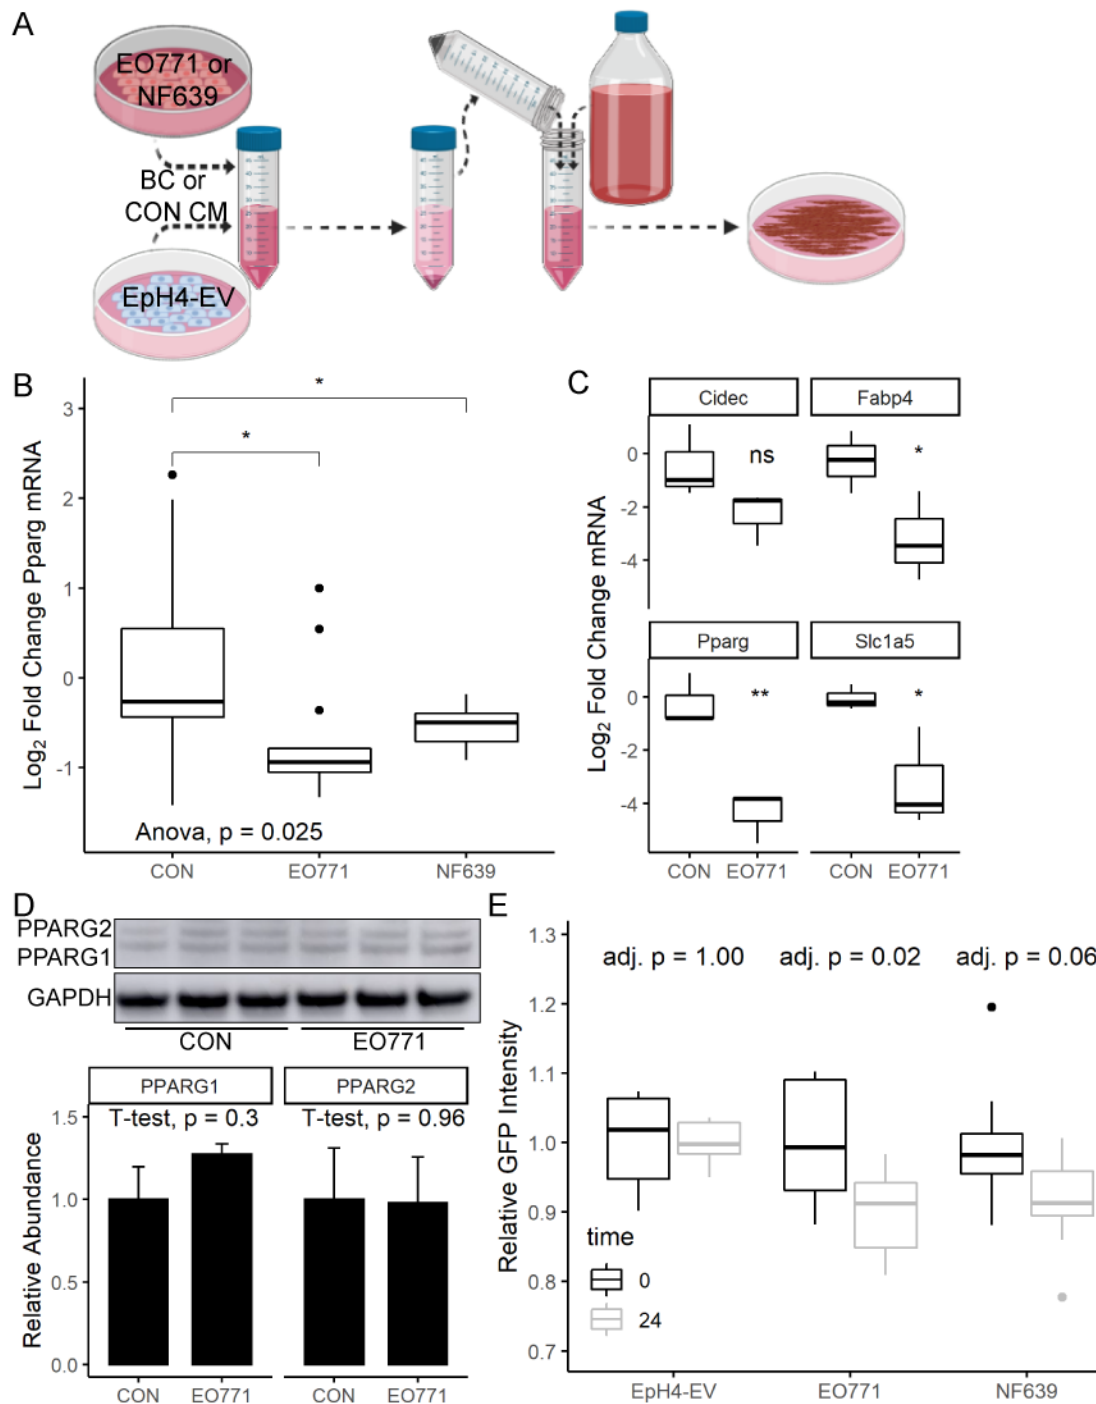 A
EO771 or
NF639
BC or
CON CM
EpH4-EV
B
Log2 Fold Change Pparg mRNA
3
2
1
0
-1
*
*
Anova, p = 0.025
CON EO771 NF639
C
Log2 Fold Change mRNA
Cidec Fabp4
0
-2
-4
ns *
Pparg Slc1a5
0
-2
-4
** *
CON EO771 CON EO771
D
PPARG2
PPARG1
GAPDH
CON EO771
PPARG1 PPARG2
T-test, p = 0.3 T-test, p = 0.96
Relative Abundance
1.5
1.0
0.5
0.0
CON EO771 CON EO771
E
Relative GFP Intensity
1.3
1.2
1.1
1.0
0.9
0.8
0.7
adj. p = 1.00 adj. p = 0.02 adj. p = 0.06
time
0
24
EpH4-EV EO771 NF639